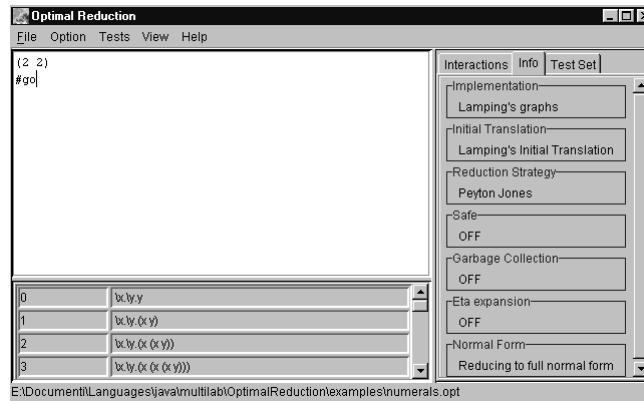 Optimal Reduction
File Option Tests View Help
(2 2)
#go
Interactions Info Test Set
Implementation
Lamping's graphs
Initial Translation
Lamping's Initial Translation
Reduction Strategy
Peyton Jones
Safe
OFF
Garbage Collection
OFF
Eta expansion
OFF
Normal Form
Reducing to full normal form
0 \x.\y.y
1 \x.\y.(x y)
2 \x.\y.(x (x y))
3 \x.\y.(x (x (x y)))
E:\Documenti\Languages\java\multilab\OptimalReduction\examples\numerals.opt